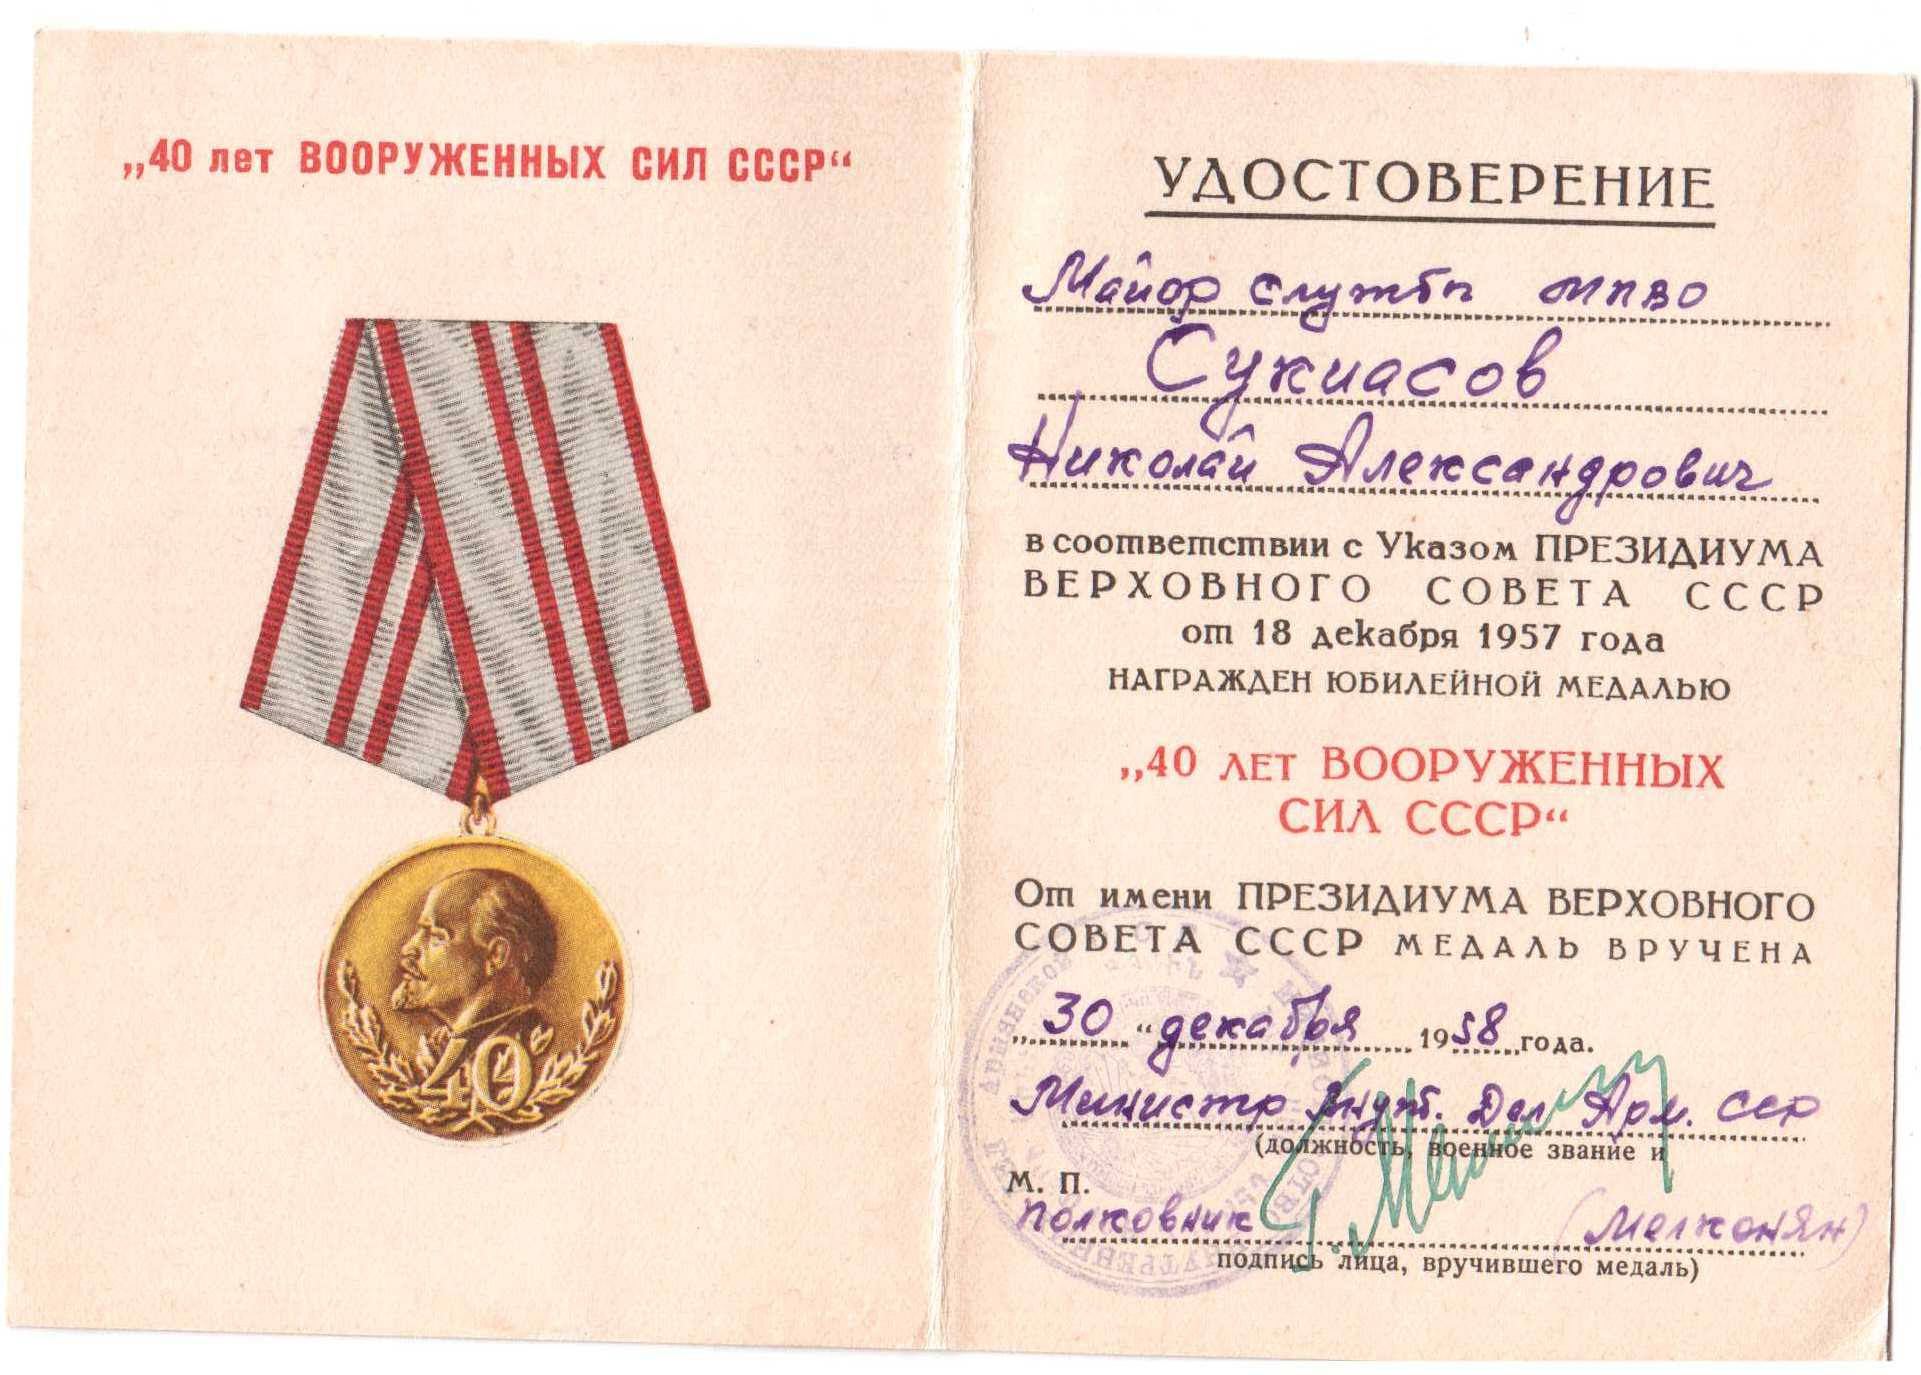 „40 лет ВООРУЖЕННЫХ СИЛ СССР“
40
УДОСТОВЕРЕНИЕ
Майор службы МПВО
Сукиасов
Николай Александрович
в соответствии с Указом ПРЕЗИДИУМА
ВЕРХОВНОГО СОВЕТА СССР
от 18 декабря 1957 года
НАГРАЖДЕН ЮБИЛЕЙНОЙ МЕДАЛЬЮ
„40 ЛЕТ ВООРУЖЕННЫХ
СИЛ СССР“
От имени ПРЕЗИДИУМА ВЕРХОВНОГО
СОВЕТА СССР МЕДАЛЬ ВРУЧЕНА
„30“ декабря 1958 года.
Министр Внут. Дел Арм. ССР
(должность, военное звание и
М. П.
полковник (Мелконян)
подпись лица, вручившего медаль)